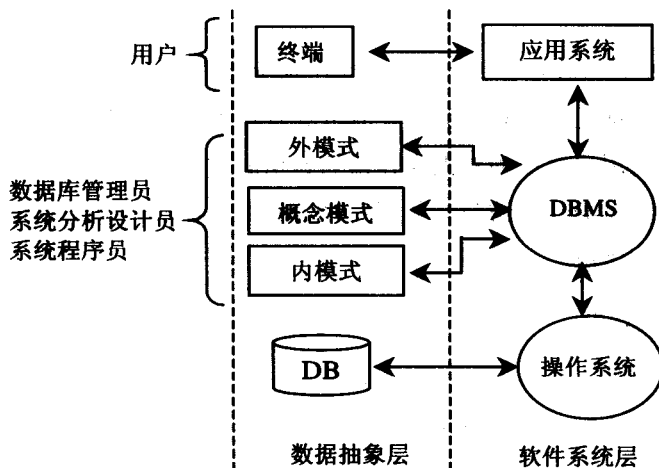 用户
终端
应用系统
外模式
数据库管理员
系统分析设计员
系统程序员
概念模式
DBMS
内模式
DB
操作系统
数据抽象层
软件系统层